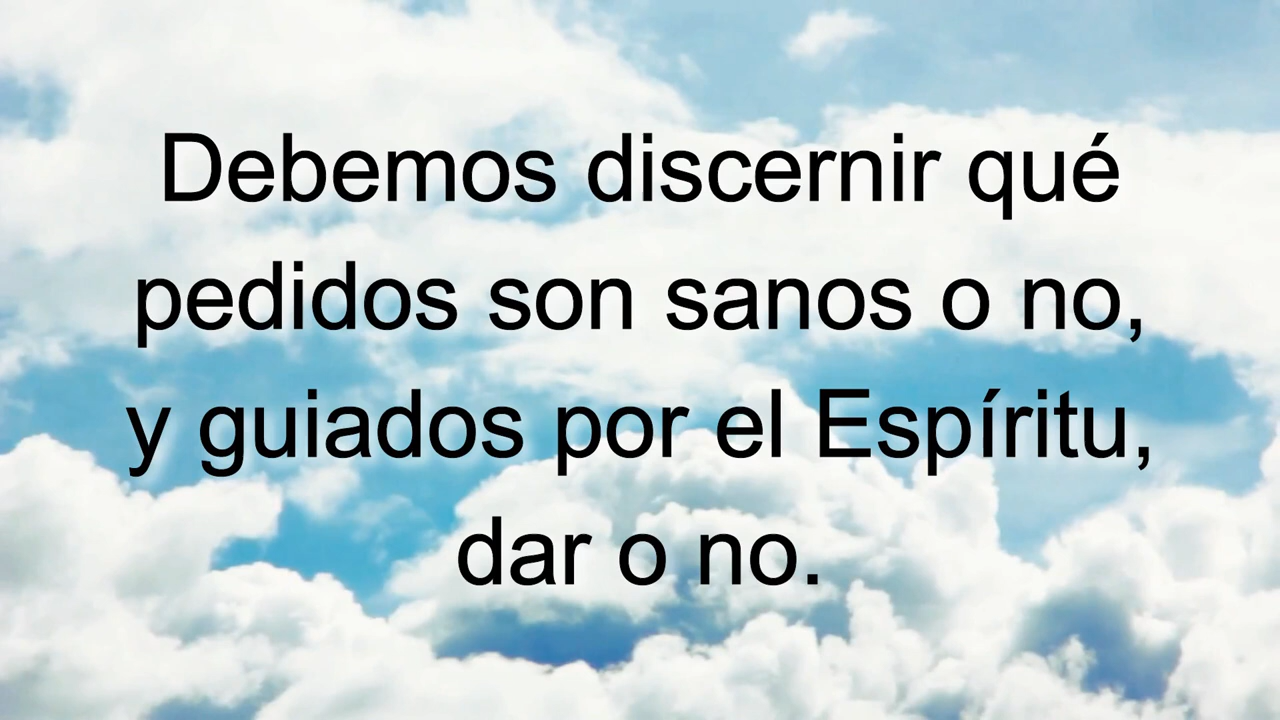 Debemos discernir qué
pedidos son sanos o no,
y guiados por el Espíritu,
dar o no.